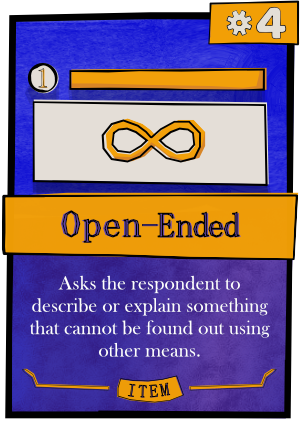 #4
1
Open-Ended
Asks the respondent to
describe or explain something
that cannot be found out using
other means.
ITEM